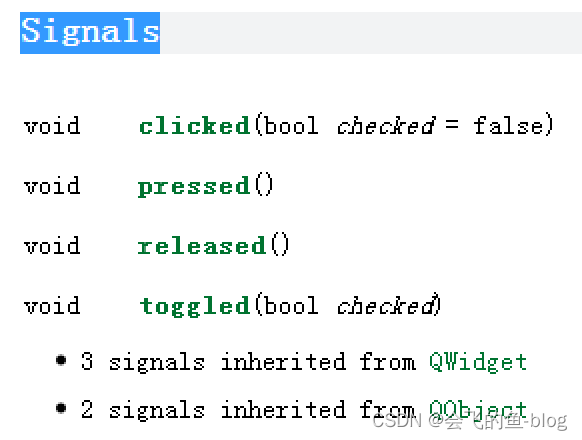 Signals
void clicked(bool checked = false)
void pressed()
void released()
void toggled(bool checked)
• 3 signals inherited from QWidget
• 2 signals inherited from QObject
CSDN @会飞的鱼-blog